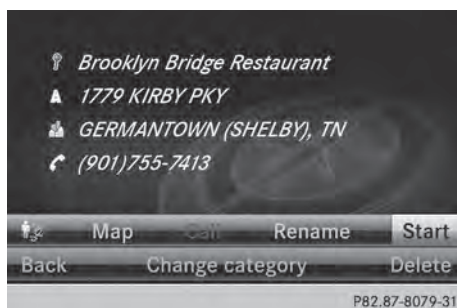 Brooklyn Bridge Restaurant
1779 KIRBY PKY
GERMANTOWN (SHELBY), TN
(901)755-7413
Map Call Rename Start
Back Change category Delete
P82.87-8079-31